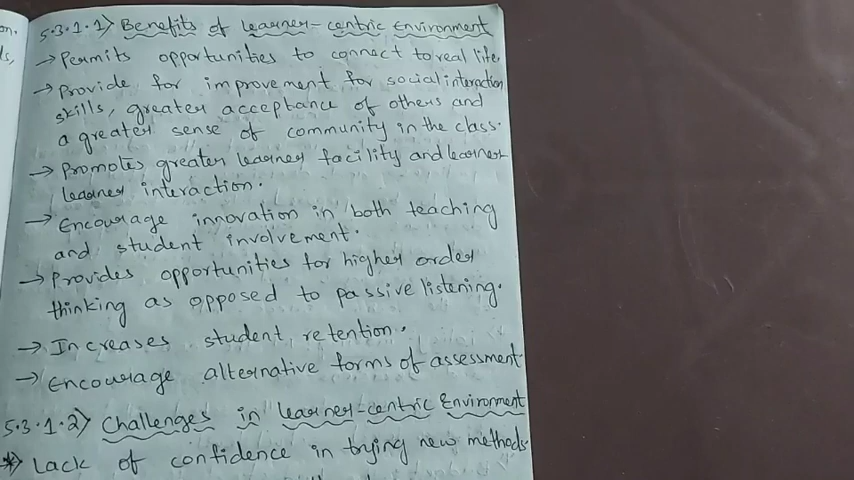 on.
s,
5.3.1.1) Benefits of learner-centric Environment
→ Permits opportunities to connect to real life.
→ Provide for improvement for social interaction
skills, greater acceptance of others and
a greater sense of community in the class.
→ Promotes greater learner facility and learner
learner interaction.
→ Encourage innovation in both teaching
and student involvement.
→ Provides opportunities for higher order
thinking as opposed to passive listening.
→ Increases student retention.
→ Encourage alternative forms of assessment
5.3.1.2) Challenges in learner-centric Environment
* Lack of confidence in trying new methods.